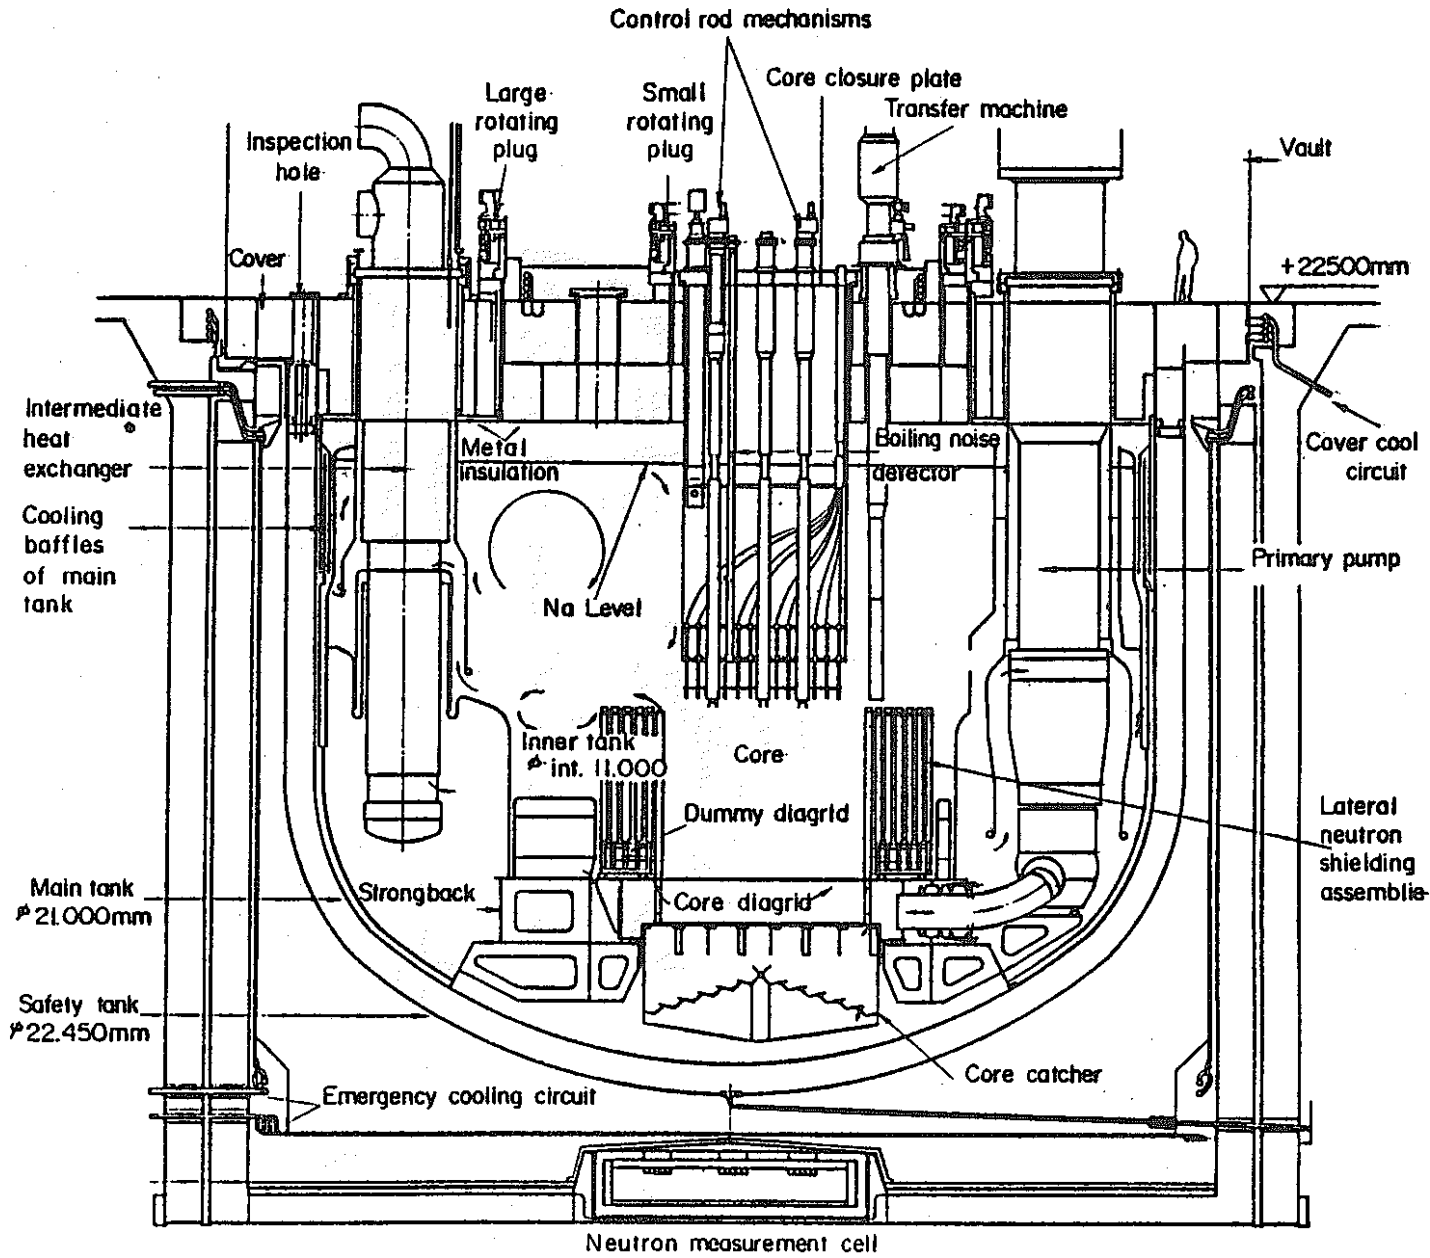 Control rod mechanisms
Core closure plate
Transfer machine
Large
rotating
plug
Small
rotating
plug
Inspection
hole
Vault
Cover
+22500mm
Intermediate
heat
exchanger
Metal
insulation
Boiling noise
detector
Cover cool
circuit
Cooling
baffles
of main
tank
Primary pump
Na Level
Inner tank
ø int. 11.000
Core
Dummy diagrid
Lateral
neutron
shielding
assemblie
Main tank
ø21.000mm
Strongback
Core diagrid
Safety tank
ø22.450mm
Core catcher
Emergency cooling circuit
Neutron measurement cell